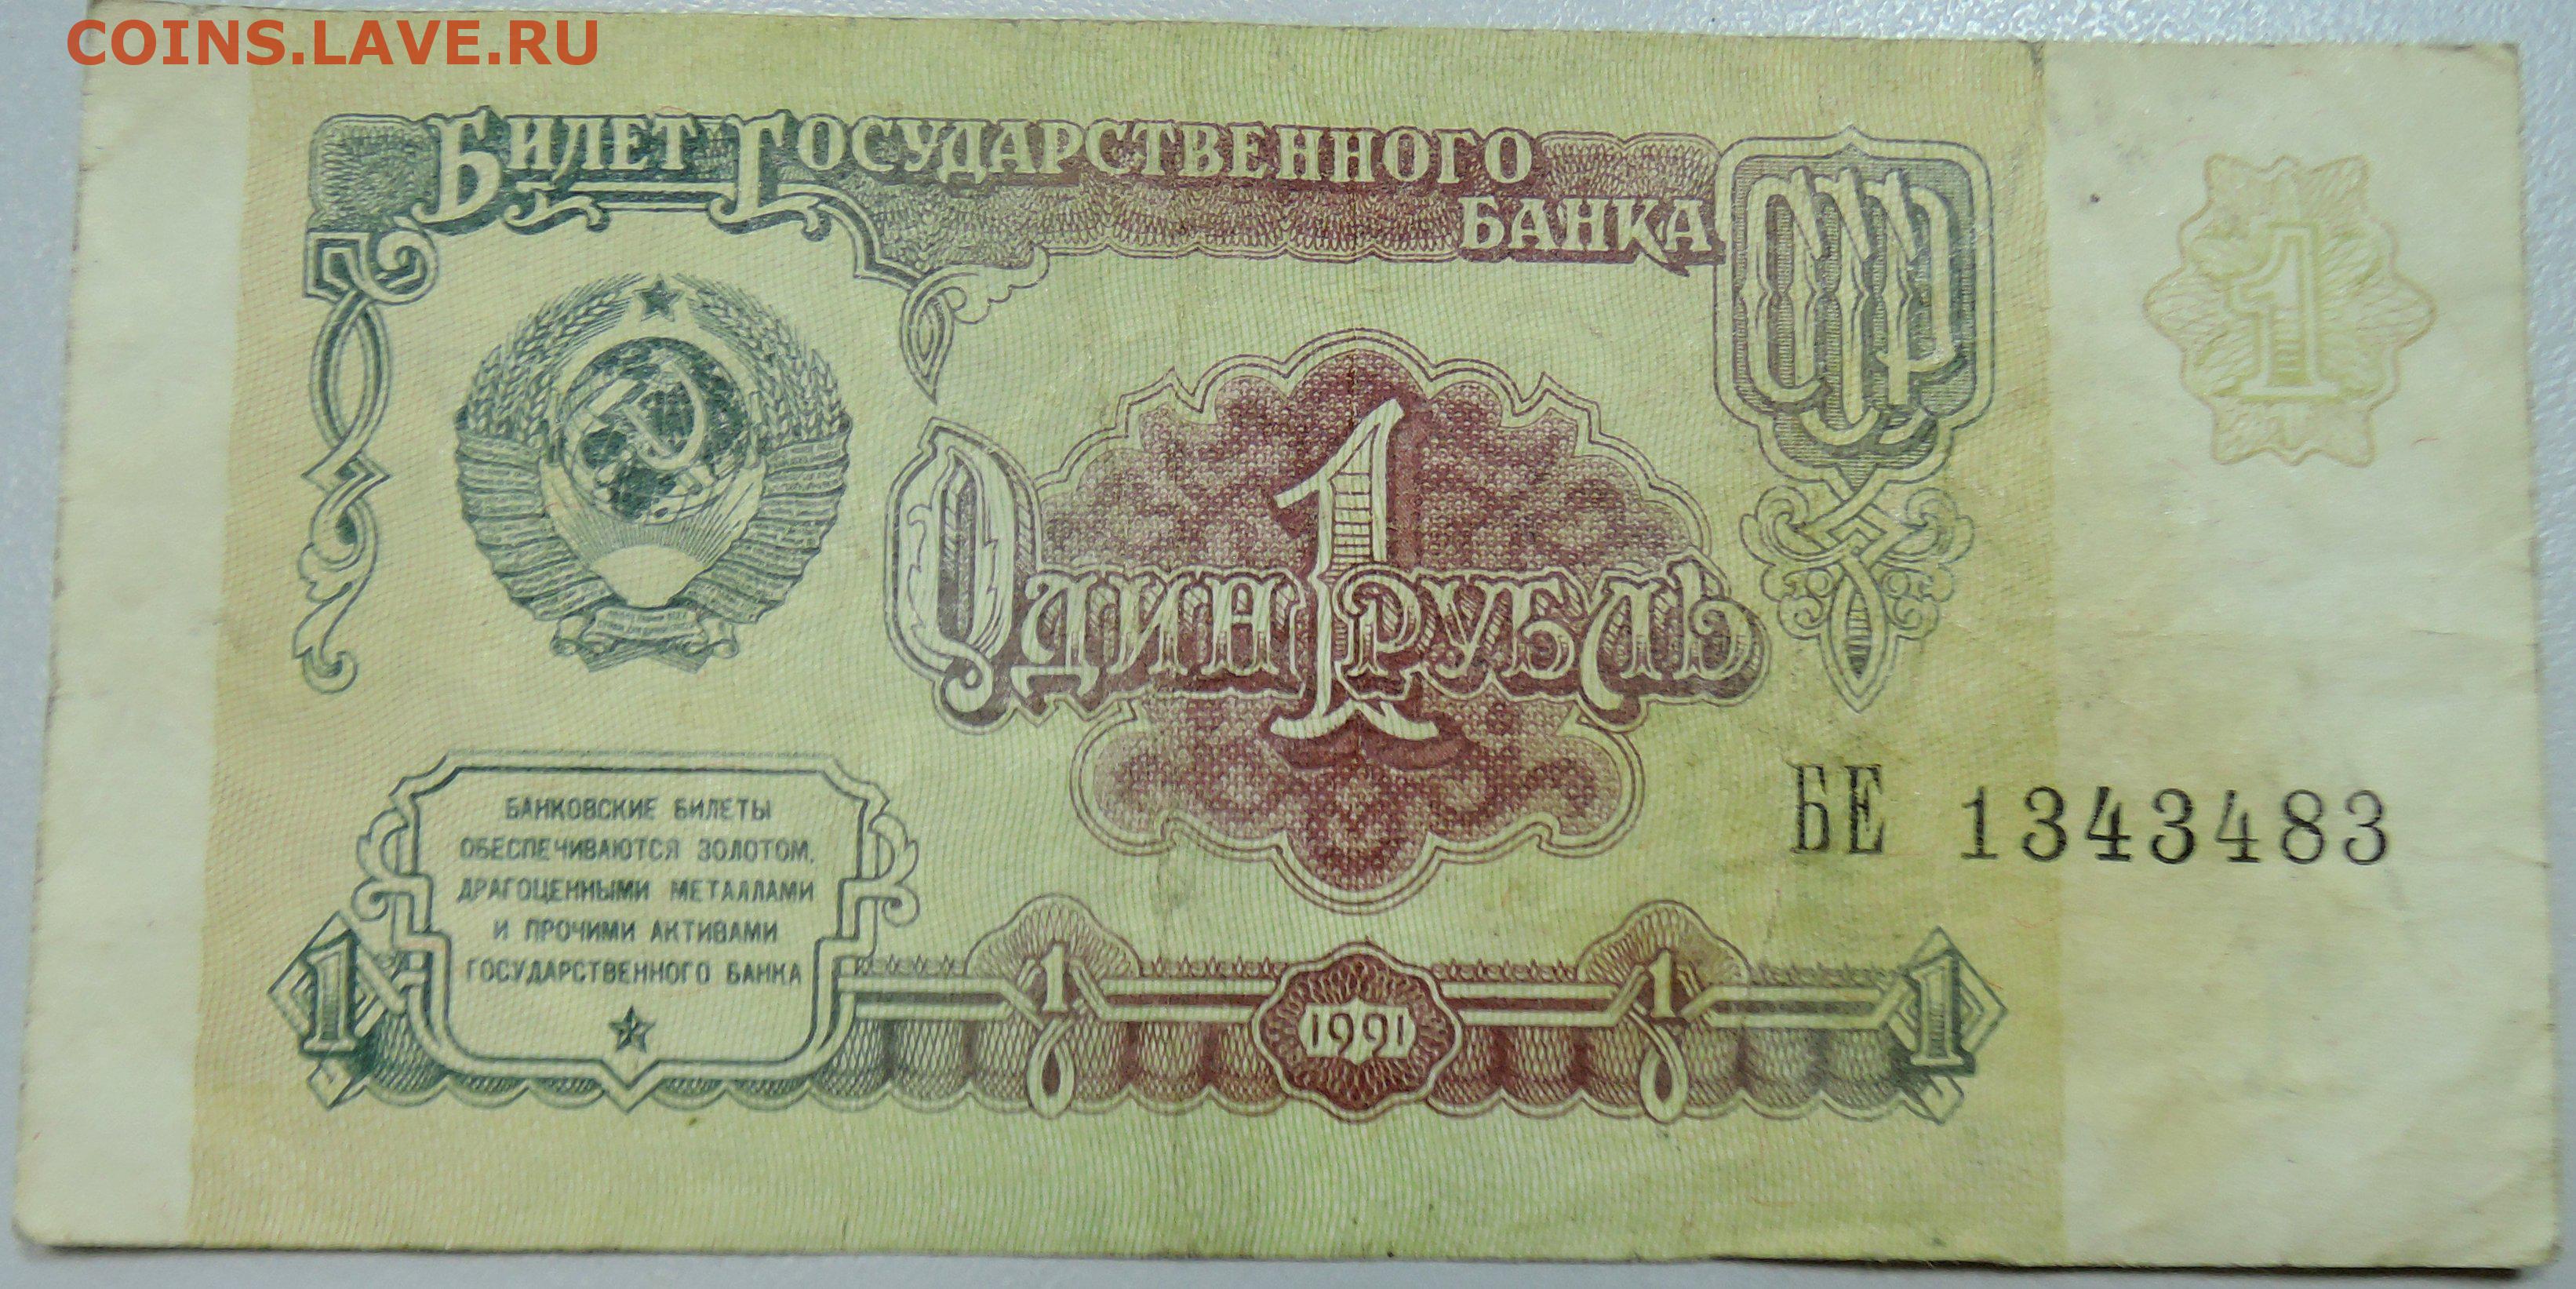 COINS.LAVE.RU
БИЛЕТ ГОСУДАРСТВЕННОГО
БАНКА
СССР
1
1
ОДИН РУБЛЬ
БЕ 1343483
БАНКОВСКИЕ БИЛЕТЫ
ОБЕСПЕЧИВАЮТСЯ ЗОЛОТОМ,
ДРАГОЦЕННЫМИ МЕТАЛЛАМИ
И ПРОЧИМИ АКТИВАМИ
ГОСУДАРСТВЕННОГО БАНКА
1 1 1991 1 1